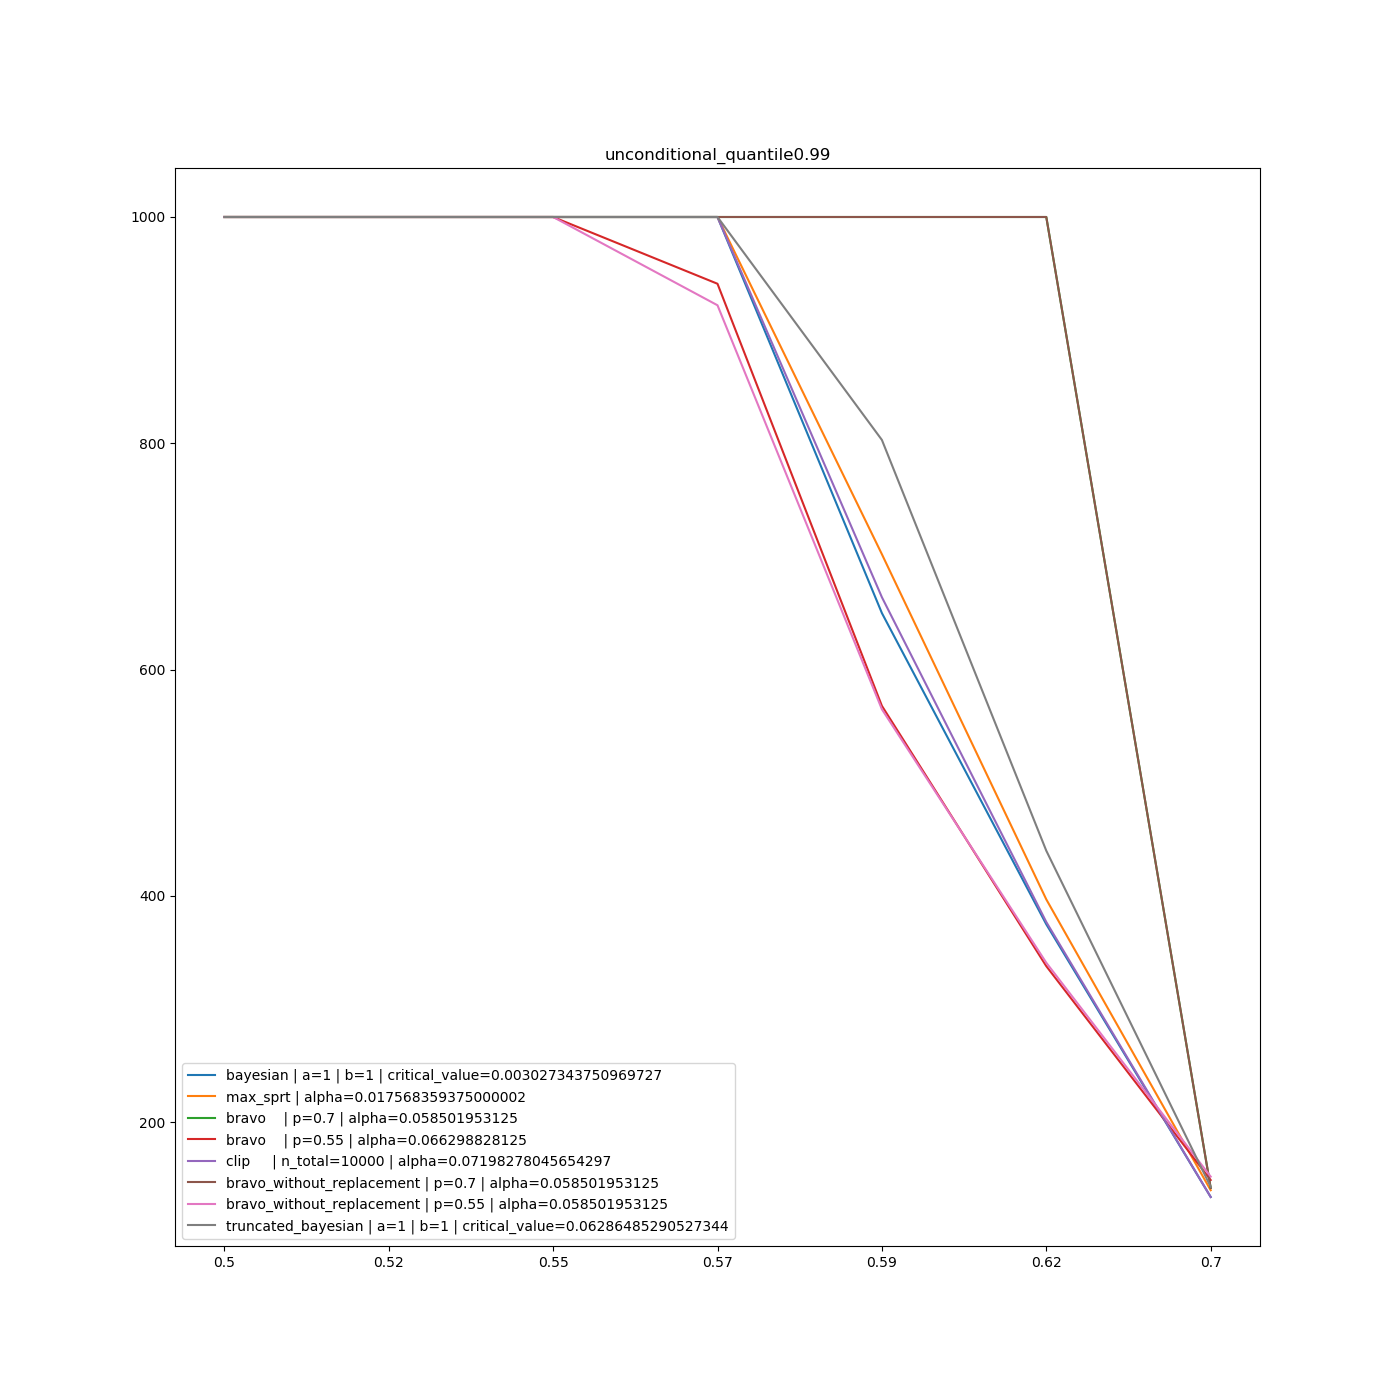 unconditional_quantile0.99
1000
800
600
400
200
bayesian | a=1 | b=1 | critical_value=0.003027343750969727
max_sprt | alpha=0.017568359375000002
bravo    | p=0.7 | alpha=0.058501953125
bravo    | p=0.55 | alpha=0.066298828125
clip     | n_total=10000 | alpha=0.07198278045654297
bravo_without_replacement | p=0.7 | alpha=0.058501953125
bravo_without_replacement | p=0.55 | alpha=0.058501953125
truncated_bayesian | a=1 | b=1 | critical_value=0.06286485290527344
0.5 0.52 0.55 0.57 0.59 0.62 0.7